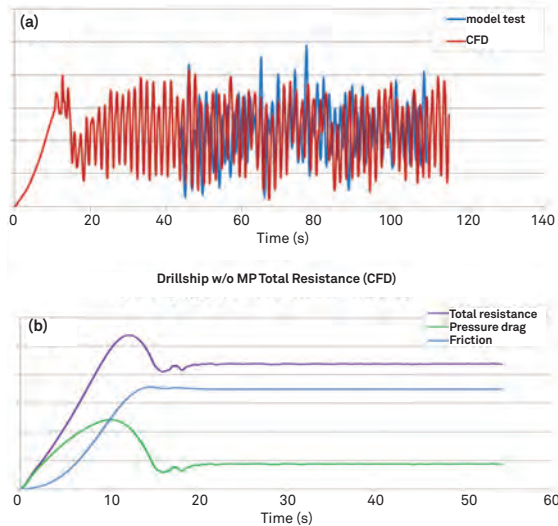 (a)
model test
CFD
0 20 40 60 80 100 120 140
Time (s)
Drillship w/o MP Total Resistance (CFD)
(b)
Total resistance
Pressure drag
Friction
0 10 20 30 40 50 60
Time (s)